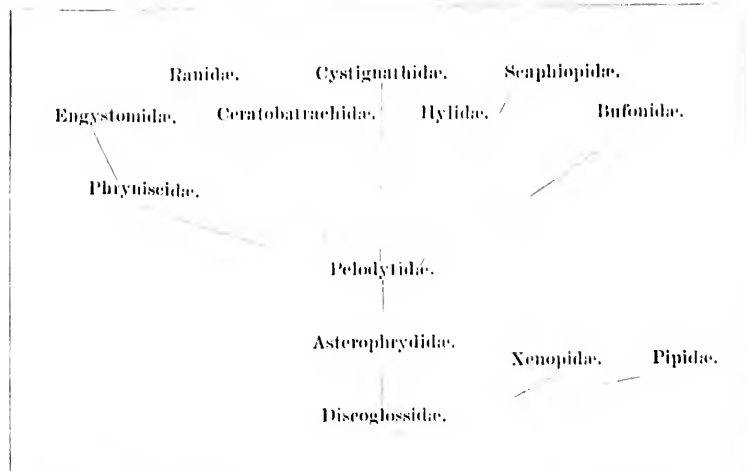 Ranidæ. Cystignathidæ. Scaphiopidæ.
Engystomidæ. Ceratobatrachidæ. Hylidæ. Bufonidæ.
Phryniscidæ.
Pelodytidæ.
Asterophrydidæ.
Xenopidæ. Pipidæ.
Discoglossidæ.